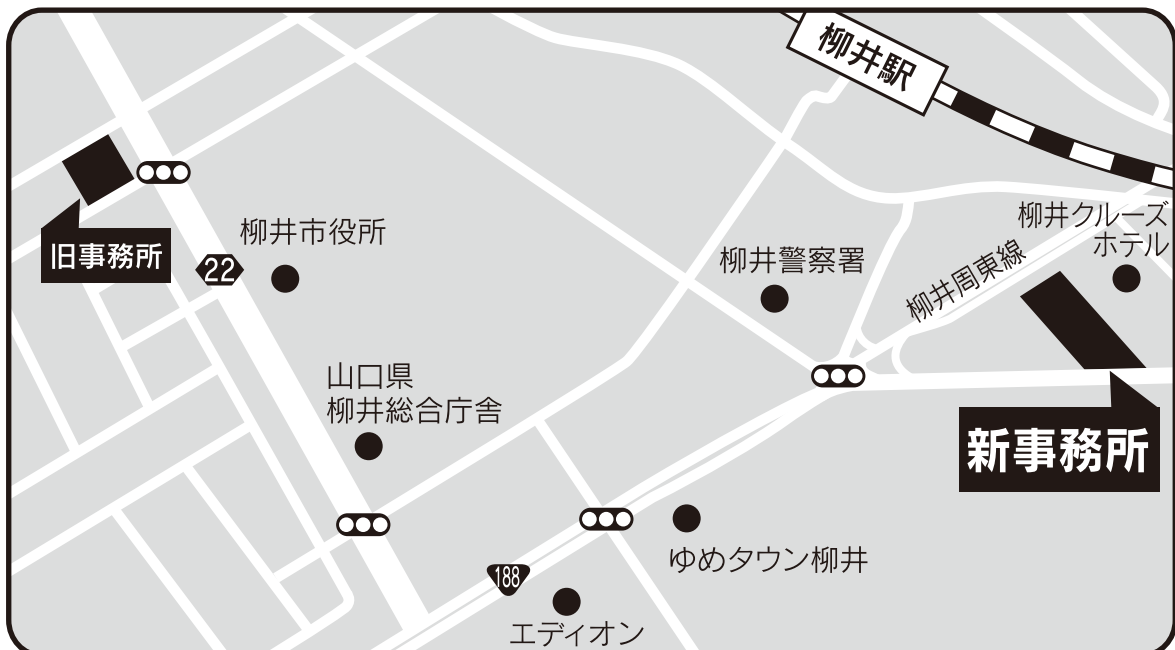 柳井駅
旧事務所
22
柳井市役所
柳井警察署
柳井周東線
柳井クルーズ
ホテル
山口県
柳井総合庁舎
新事務所
ゆめタウン柳井
188
エディオン